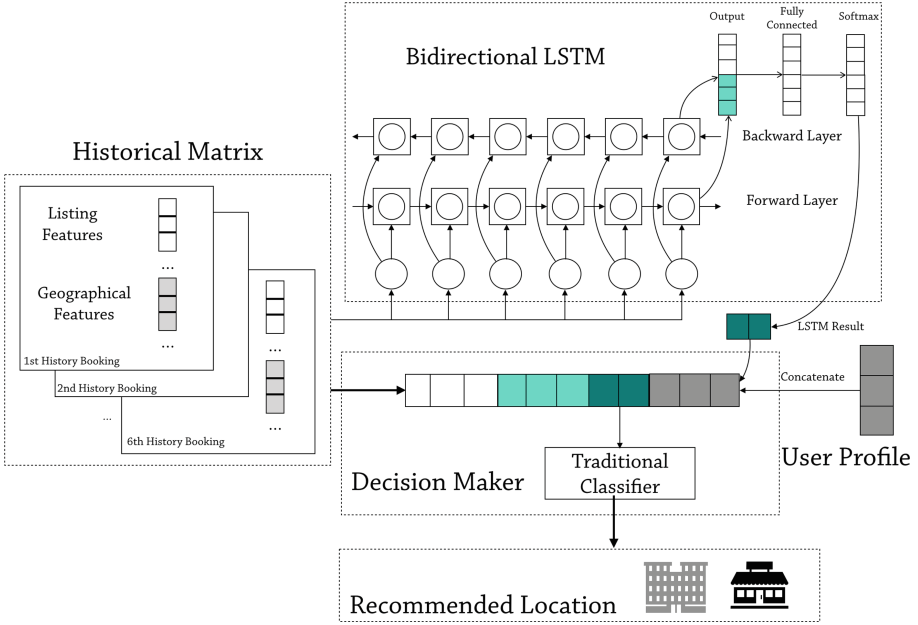 Output
Fully
Connected
Softmax
Bidirectional LSTM
Backward Layer
Forward Layer
Historical Matrix
Listing
Features
...
Geographical
Features
...
1st History Booking
2nd History Booking
...
6th History Booking
...
...
LSTM Result
Concatenate
User Profile
Decision Maker
Traditional
Classifier
Recommended Location